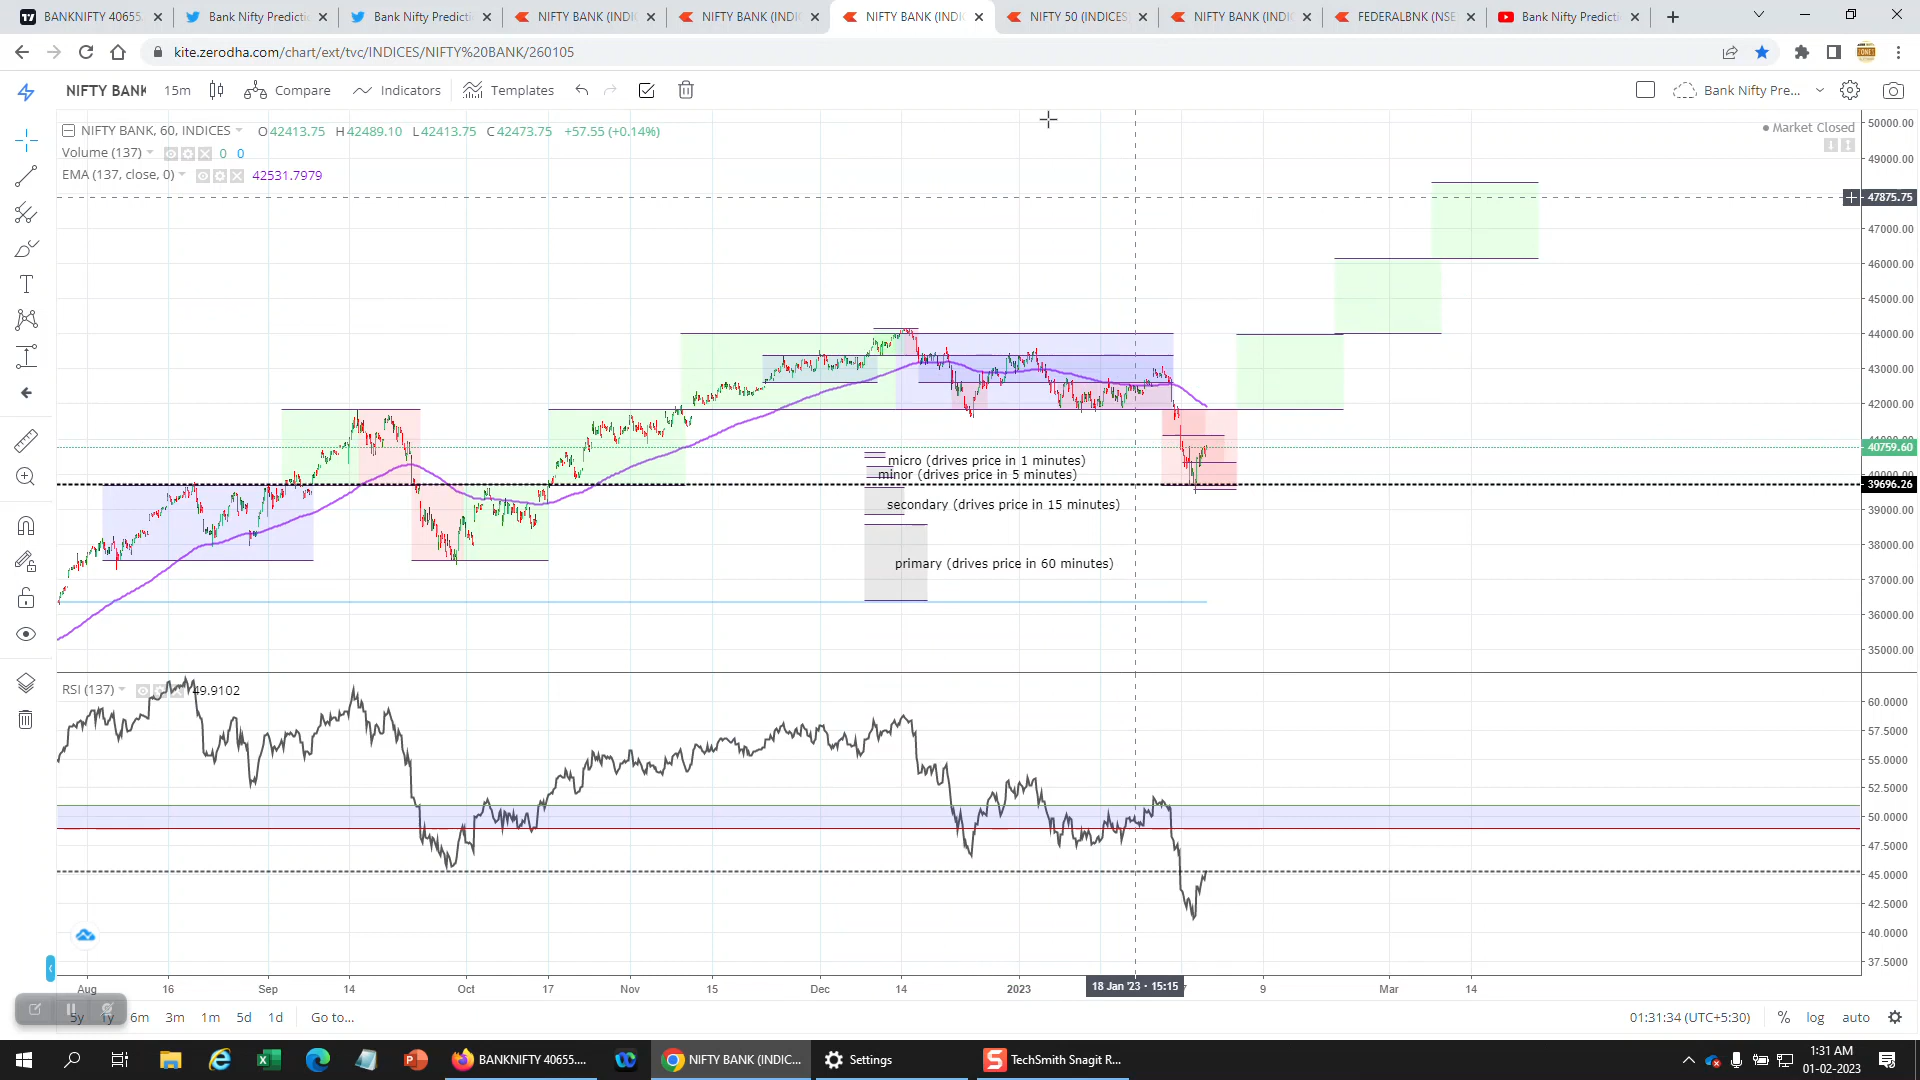 BANKNIFTY 40655.
Bank Nifty Predicti
Bank Nifty Predicti
NIFTY BANK (INDIC
NIFTY BANK (INDIC
NIFTY BANK (INDIC
NIFTY 50 (INDICES
NIFTY BANK (INDIC
FEDERALBNK (NSE
Bank Nifty Predicti
kite.zerodha.com/chart/ext/tvc/INDICES/NIFTY%20BANK/260105
NIFTY BANK 15m Compare Indicators Templates Bank Nifty Pre...
NIFTY BANK, 60, INDICES O42413.75 H42489.10 L42413.75 C42473.75 +57.55 (+0.14%)
Market Closed
Volume (137) 0 0
EMA (137, close, 0) 42531.7979
50000.00
49000.00
47875.75
47000.00
46000.00
45000.00
44000.00
43000.00
42000.00
40759.60
39696.26
39000.00
38000.00
37000.00
36000.00
35000.00
micro (drives price in 1 minutes)
minor (drives price in 5 minutes)
secondary (drives price in 15 minutes)
primary (drives price in 60 minutes)
RSI (137) 49.9102
60.0000
57.5000
55.0000
52.5000
50.0000
47.5000
45.0000
42.5000
40.0000
37.5000
Aug 16 Sep 14 Oct 17 Nov 15 Dec 14 2023 18 Jan '23 - 15:15 9 Mar 14
5y 1y 6m 3m 1m 5d 1d Go to...
01:31:34 (UTC+5:30) % log auto
BANKNIFTY 40655....
NIFTY BANK (INDIC...
Settings
TechSmith Snagit R...
1:31 AM
01-02-2023